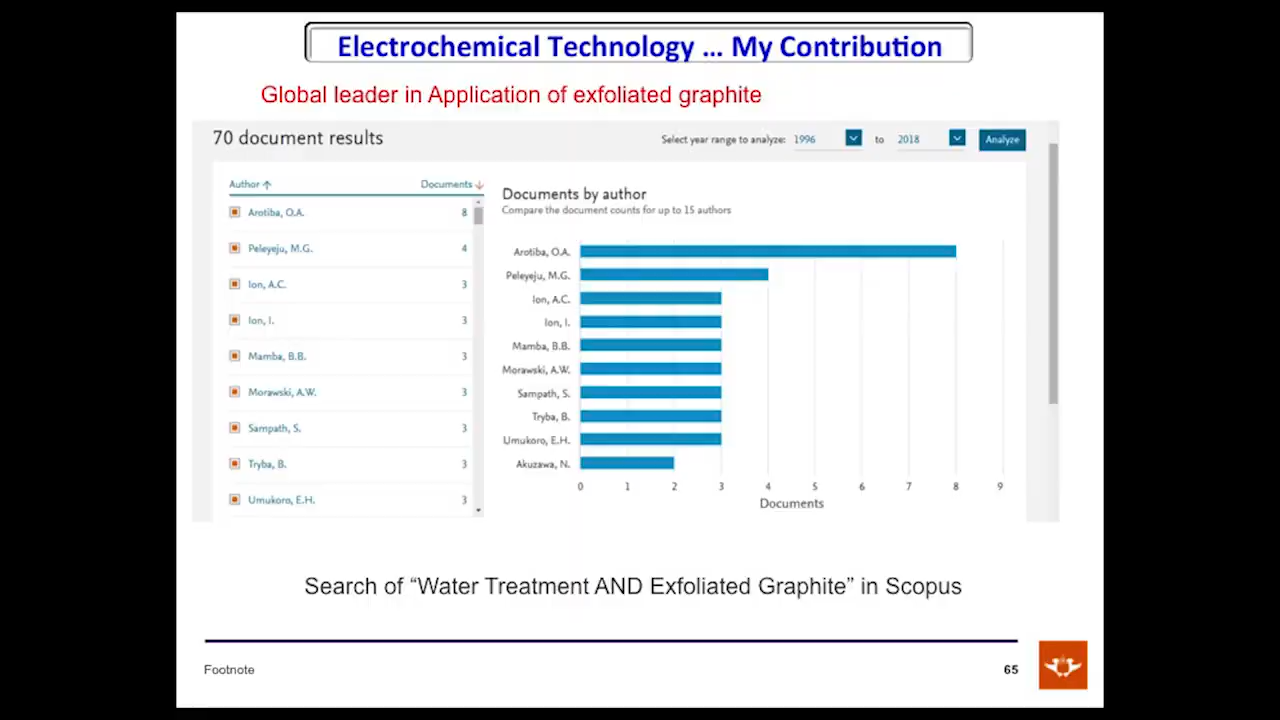 Electrochemical Technology … My Contribution
Global leader in Application of exfoliated graphite
70 document results
Select year range to analyze: 1996 to 2018 Analyze
Author Documents
Arotiba, O.A. 8
Peleyeju, M.G. 4
Ion, A.C. 3
Ion, I. 3
Mamba, B.B. 3
Morawski, A.W. 3
Sampath, S. 3
Tryba, B. 3
Umukoro, E.H. 3
Documents by author
Compare the document counts for up to 15 authors
Arotiba, O.A.
Peleyeju, M.G.
Ion, A.C.
Ion, I.
Mamba, B.B.
Morawski, A.W.
Sampath, S.
Tryba, B.
Umukoro, E.H.
Akuzawa, N.
0 1 2 3 4 5 6 7 8 9
Documents
Search of “Water Treatment AND Exfoliated Graphite” in Scopus
Footnote 65